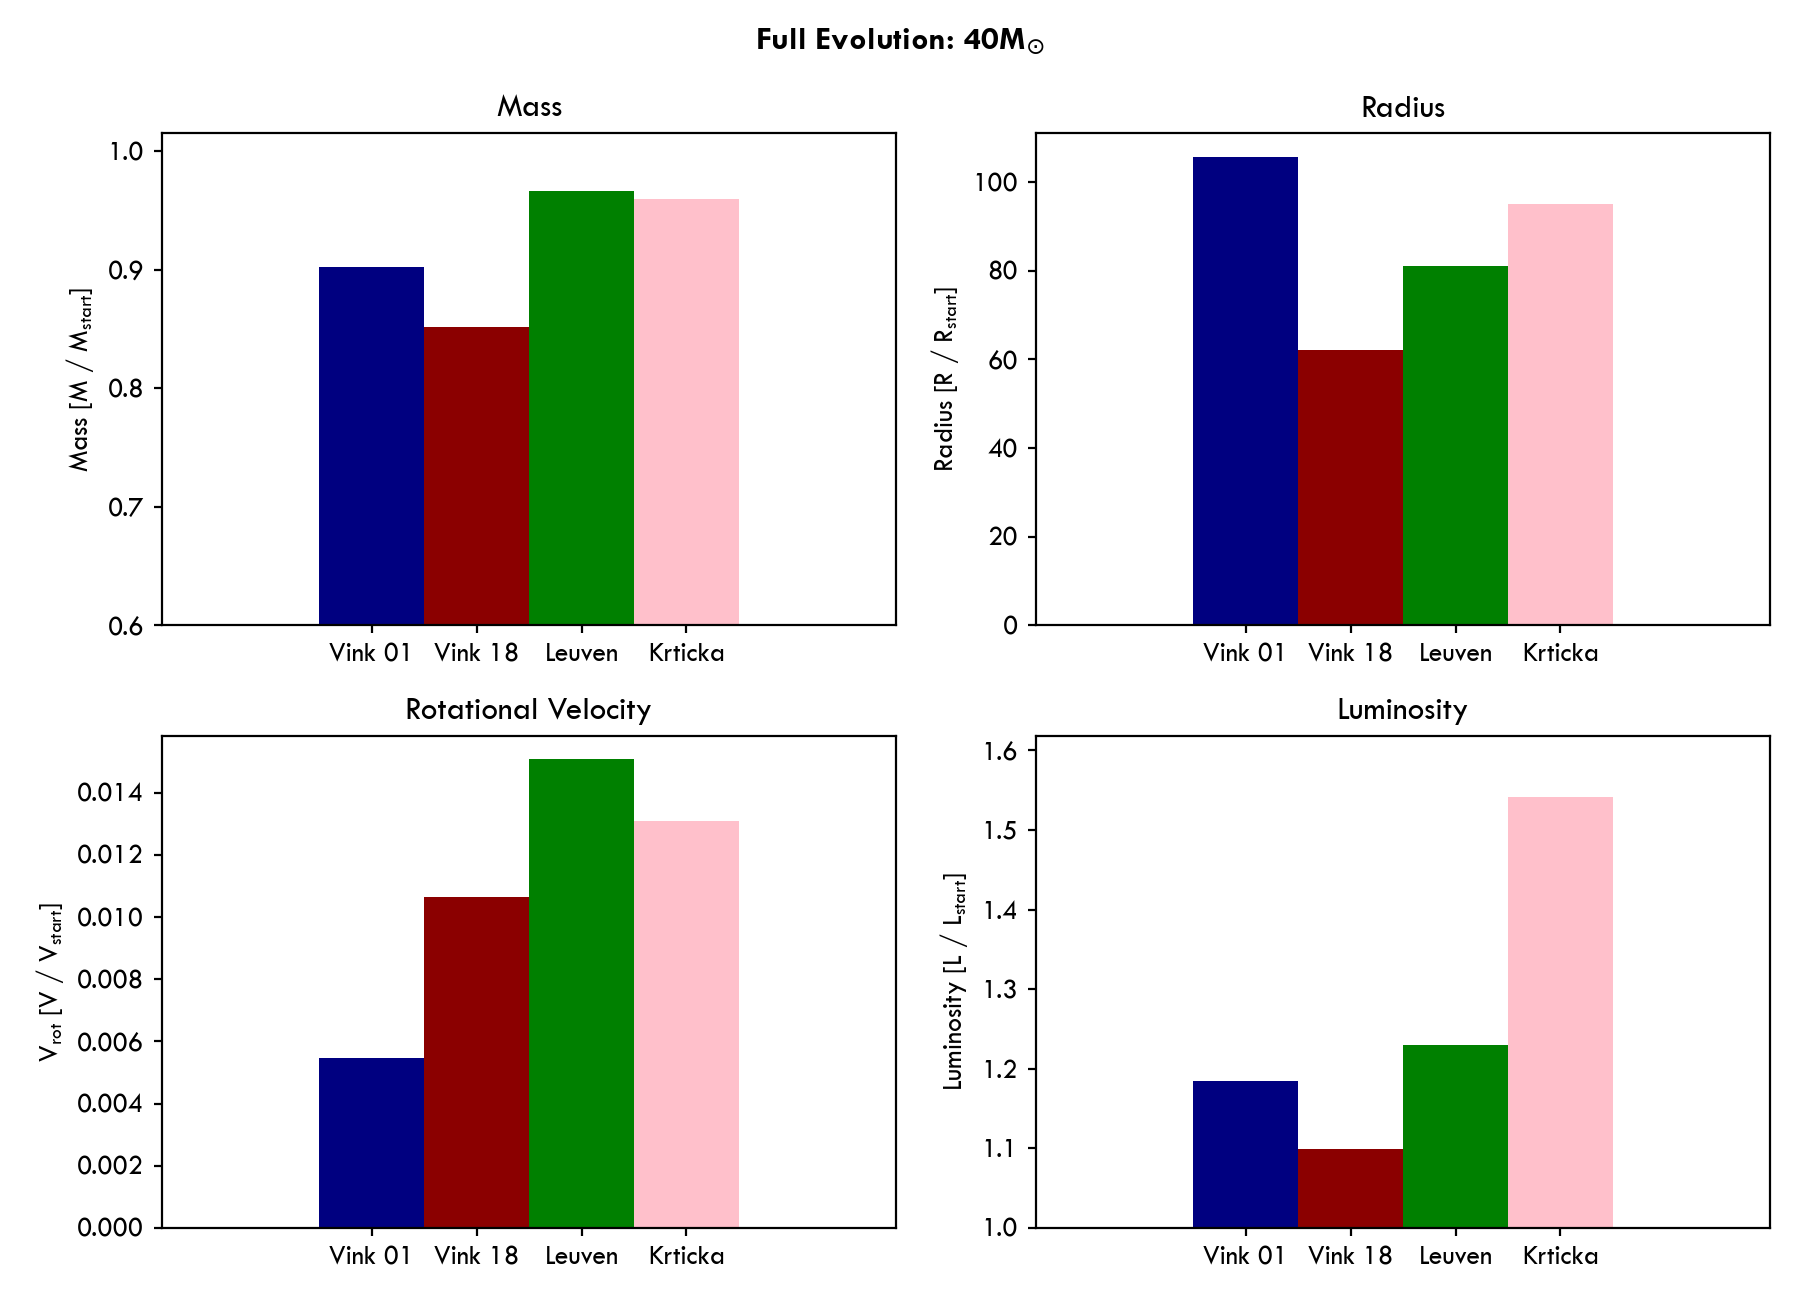 Full Evolution: 40M☉
Mass
Mass [M / Mstart]
1.0
0.9
0.8
0.7
0.6
Vink 01 Vink 18 Leuven Krticka
Radius
Radius [R / Rstart]
100
80
60
40
20
0
Vink 01 Vink 18 Leuven Krticka
Rotational Velocity
Vrot [V / Vstart]
0.014
0.012
0.010
0.008
0.006
0.004
0.002
0.000
Vink 01 Vink 18 Leuven Krticka
Luminosity
Luminosity [L / Lstart]
1.6
1.5
1.4
1.3
1.2
1.1
1.0
Vink 01 Vink 18 Leuven Krticka